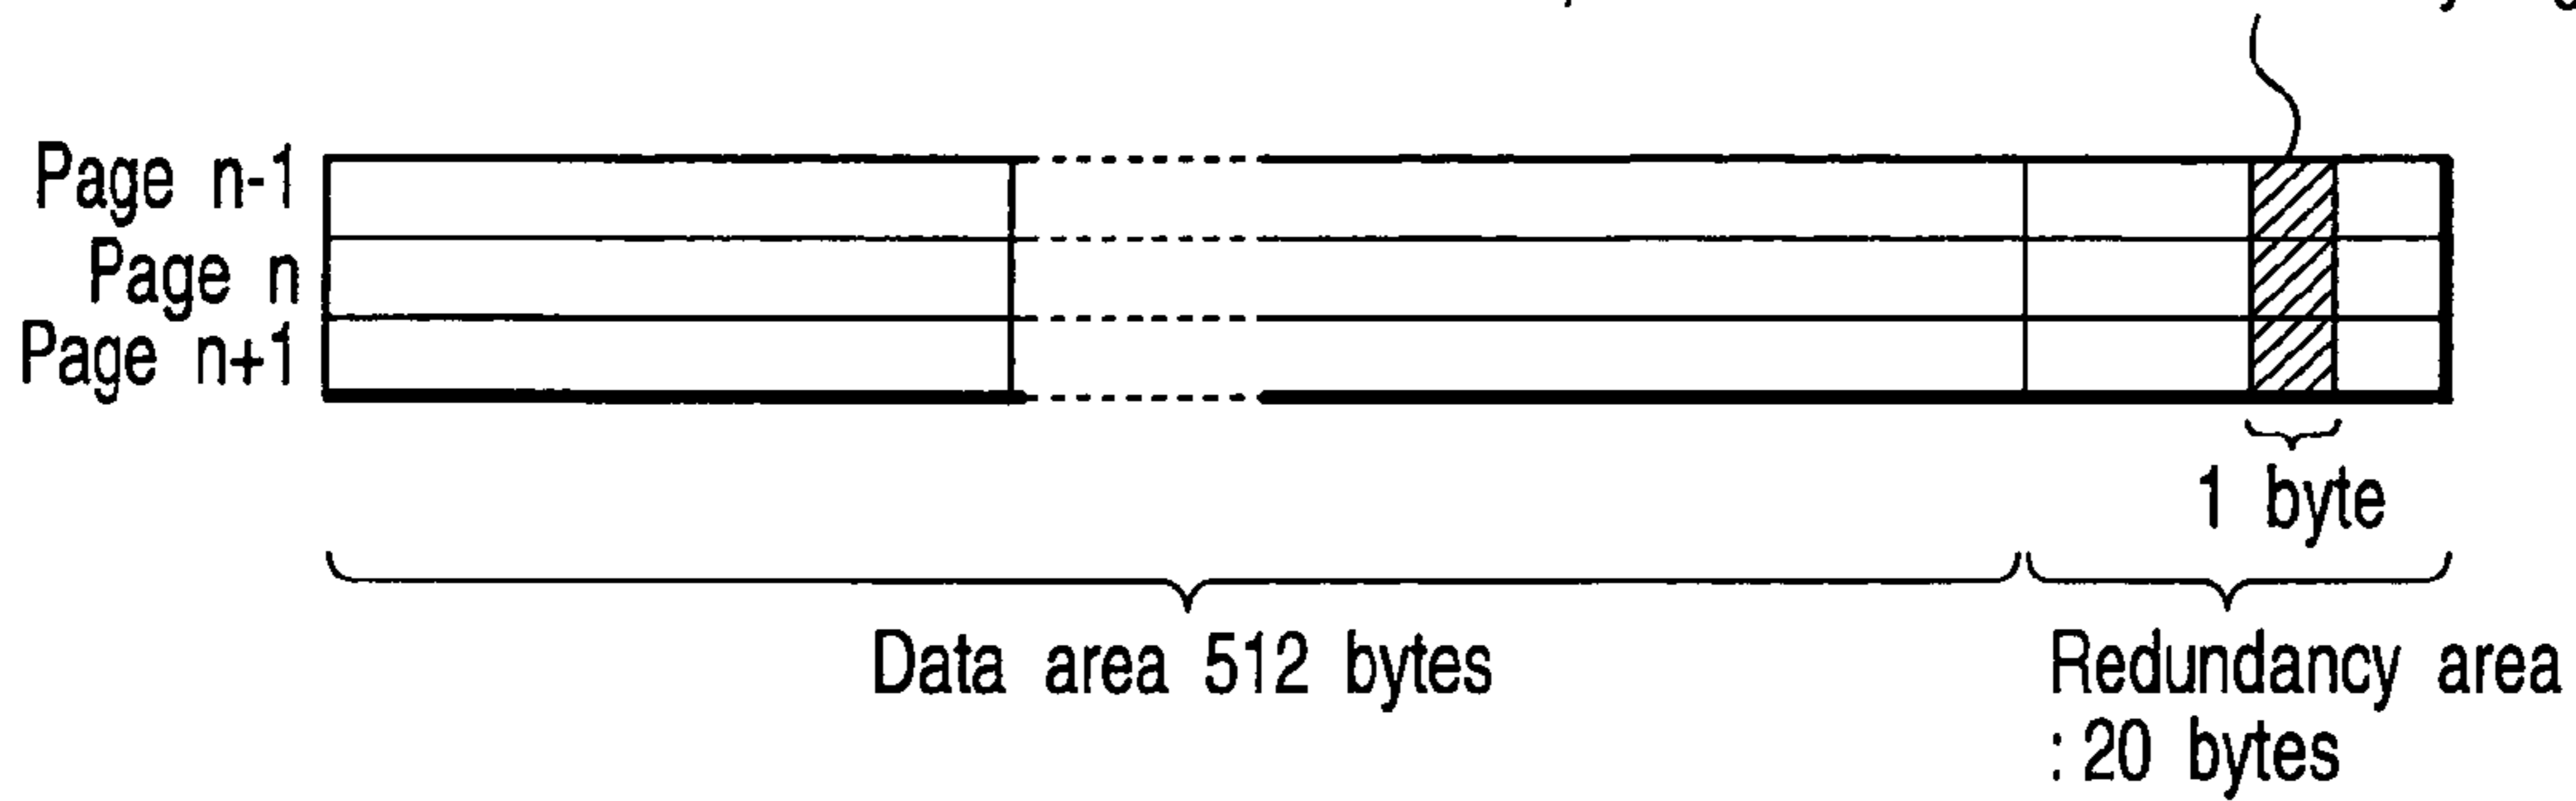 Page n-1
Page n
Page n+1
1 byte
Data area 512 bytes
Redundancy area
: 20 bytes